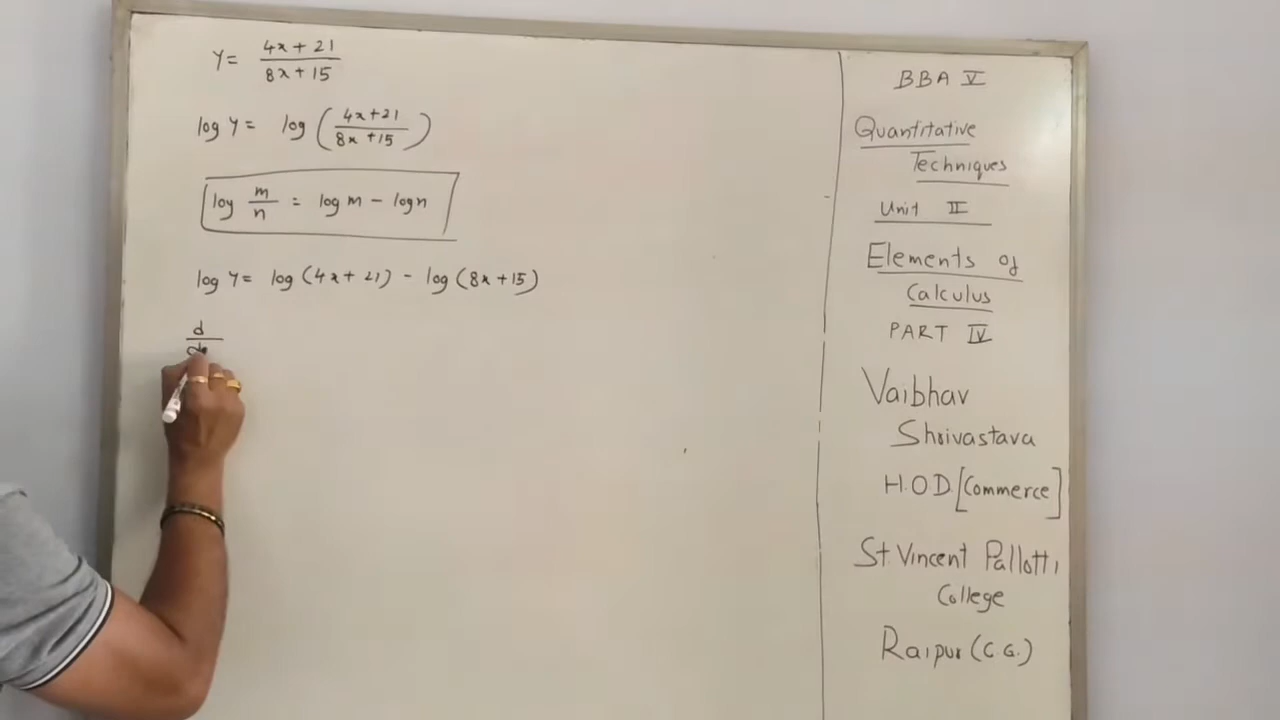 Y = 4x + 21 / 8x + 15
log Y = log (4x+21 / 8x+15)
log m/n = log m - log n
log Y = log (4x + 21) - log (8x + 15)
d
BBA V
Quantitative
Techniques
Unit II
Elements of
Calculus
PART IV
Vaibhav
Shrivastava
H.O.D. [Commerce]
St. Vincent Pallotti
College
Raipur (C.G.)